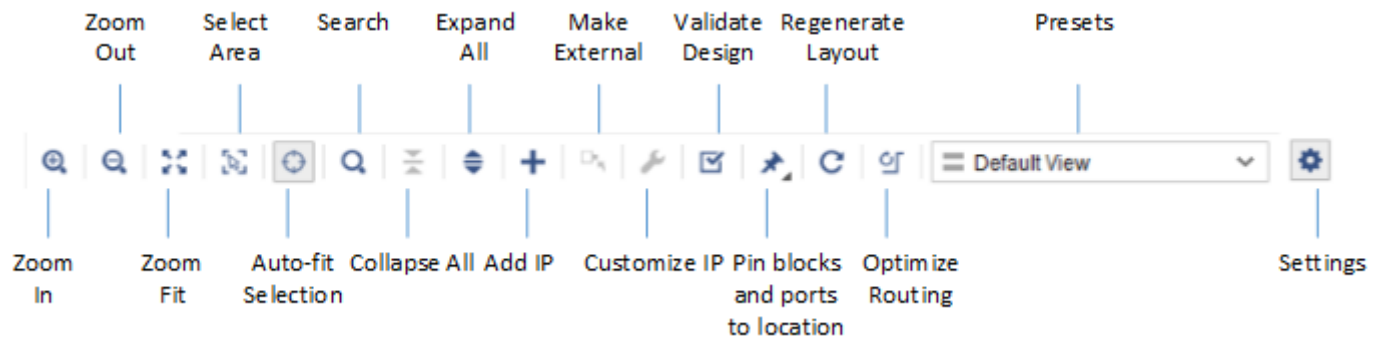 Zoom
Out
Select
Area
Search
Expand
All
Make
External
Validate
Design
Regenerate
Layout
Presets
Default View
Zoom
In
Zoom
Fit
Auto-fit
Selection
Collapse All
Add IP
Customize IP
Pin blocks
and ports
to location
Optimize
Routing
Settings